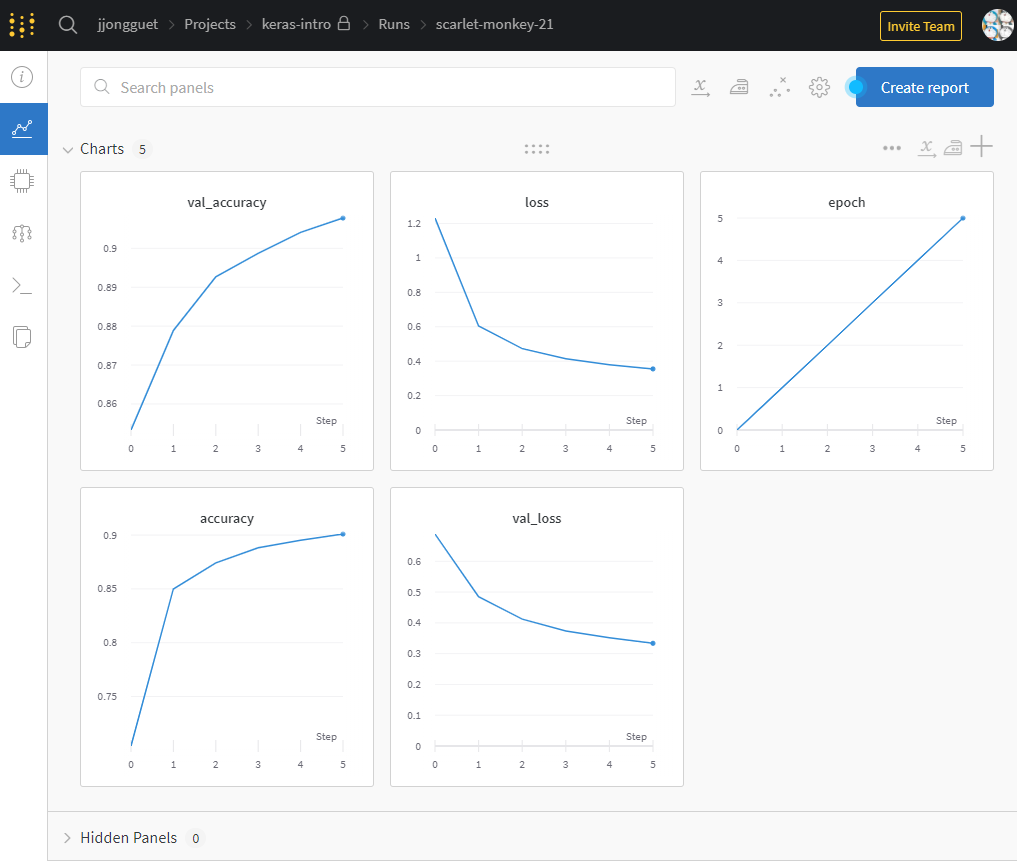 jjongguet > Projects > keras-intro > Runs > scarlet-monkey-21 Invite Team
Search panels Create report
Charts 5
val_accuracy
0.9
0.89
0.88
0.87
0.86
Step
0 1 2 3 4 5
loss
1.2
1
0.8
0.6
0.4
0.2
0
Step
0 1 2 3 4 5
epoch
5
4
3
2
1
0
Step
0 1 2 3 4 5
accuracy
0.9
0.85
0.8
0.75
Step
0 1 2 3 4 5
val_loss
0.6
0.5
0.4
0.3
0.2
0.1
0
Step
0 1 2 3 4 5
Hidden Panels 0